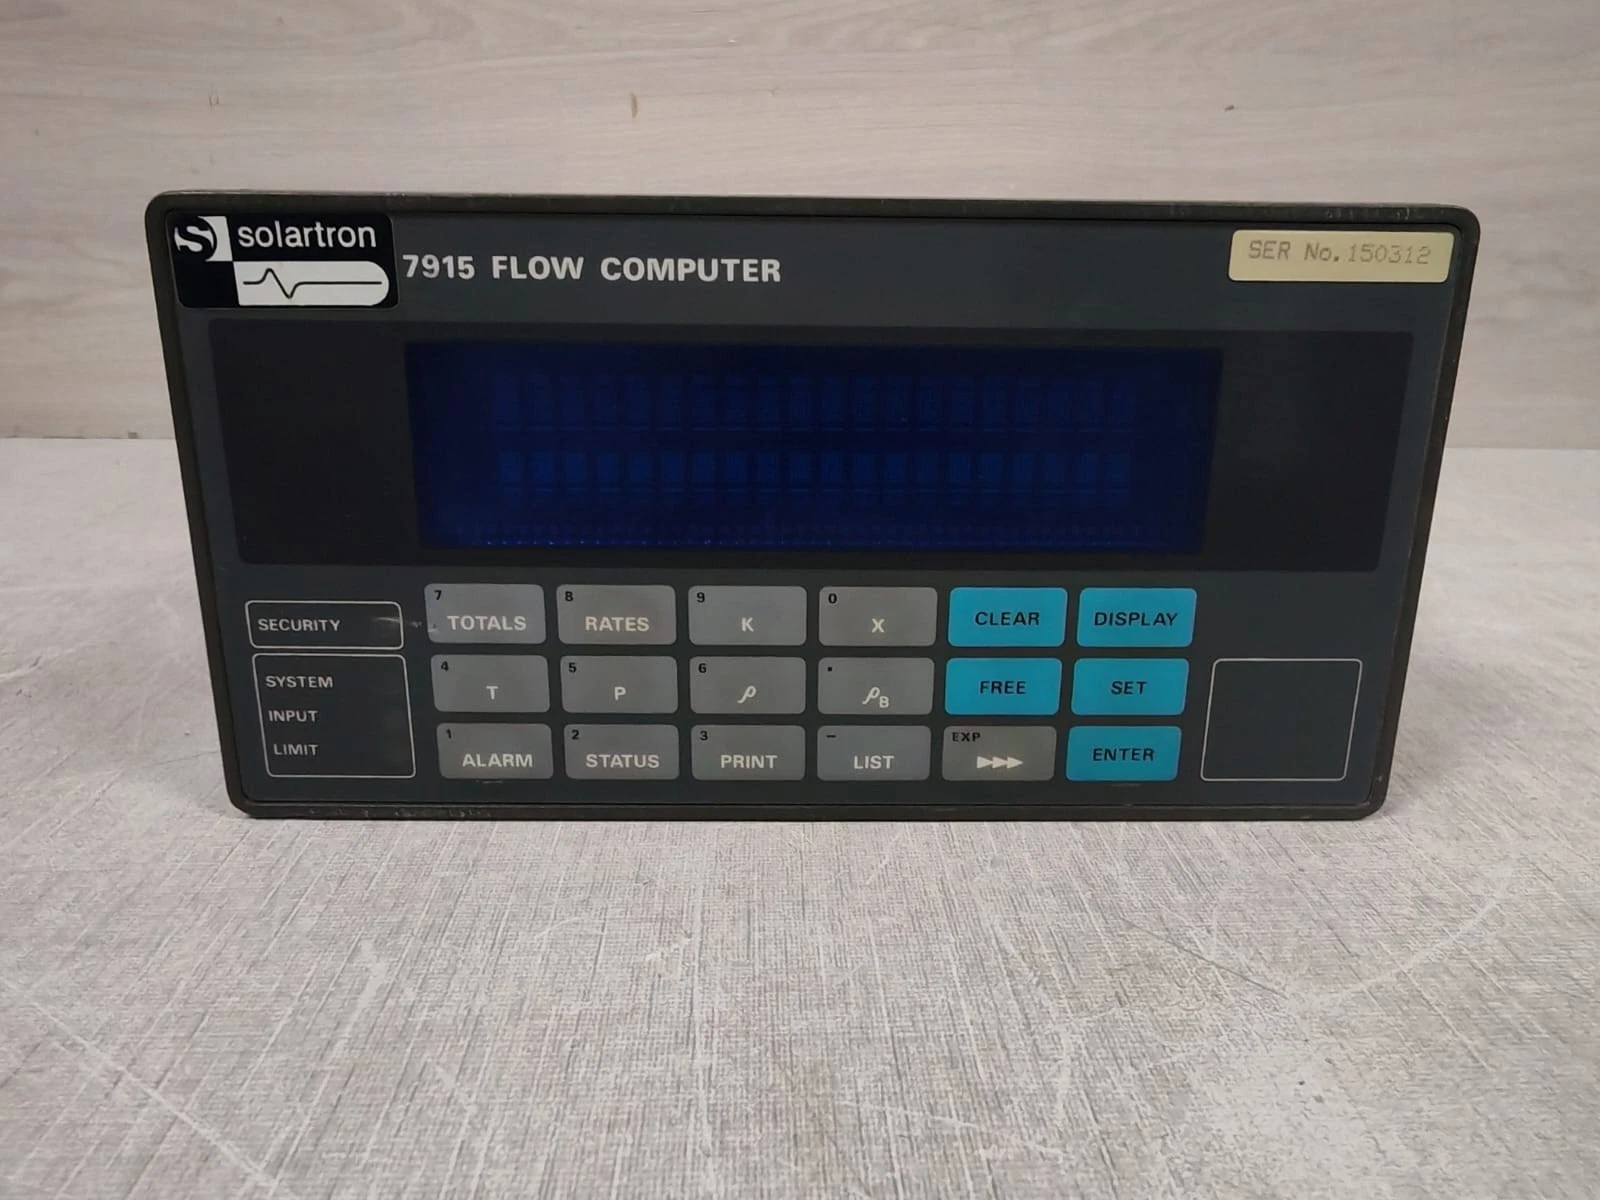 solartron
7915 FLOW COMPUTER
SER No. 150312
SECURITY
SYSTEM
INPUT
LIMIT
7 TOTALS
8 RATES
9 K
0 X
CLEAR
DISPLAY
4 T
5 P
6 ρ
. ρB
FREE
SET
1 ALARM
2 STATUS
3 PRINT
– LIST
EXP
ENTER